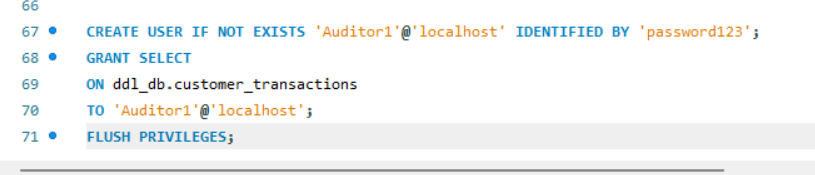 66
67 CREATE USER IF NOT EXISTS 'Auditor1'@'localhost' IDENTIFIED BY 'password123';
68 GRANT SELECT
69 ON ddl_db.customer_transactions
70 TO 'Auditor1'@'localhost';
71 FLUSH PRIVILEGES;